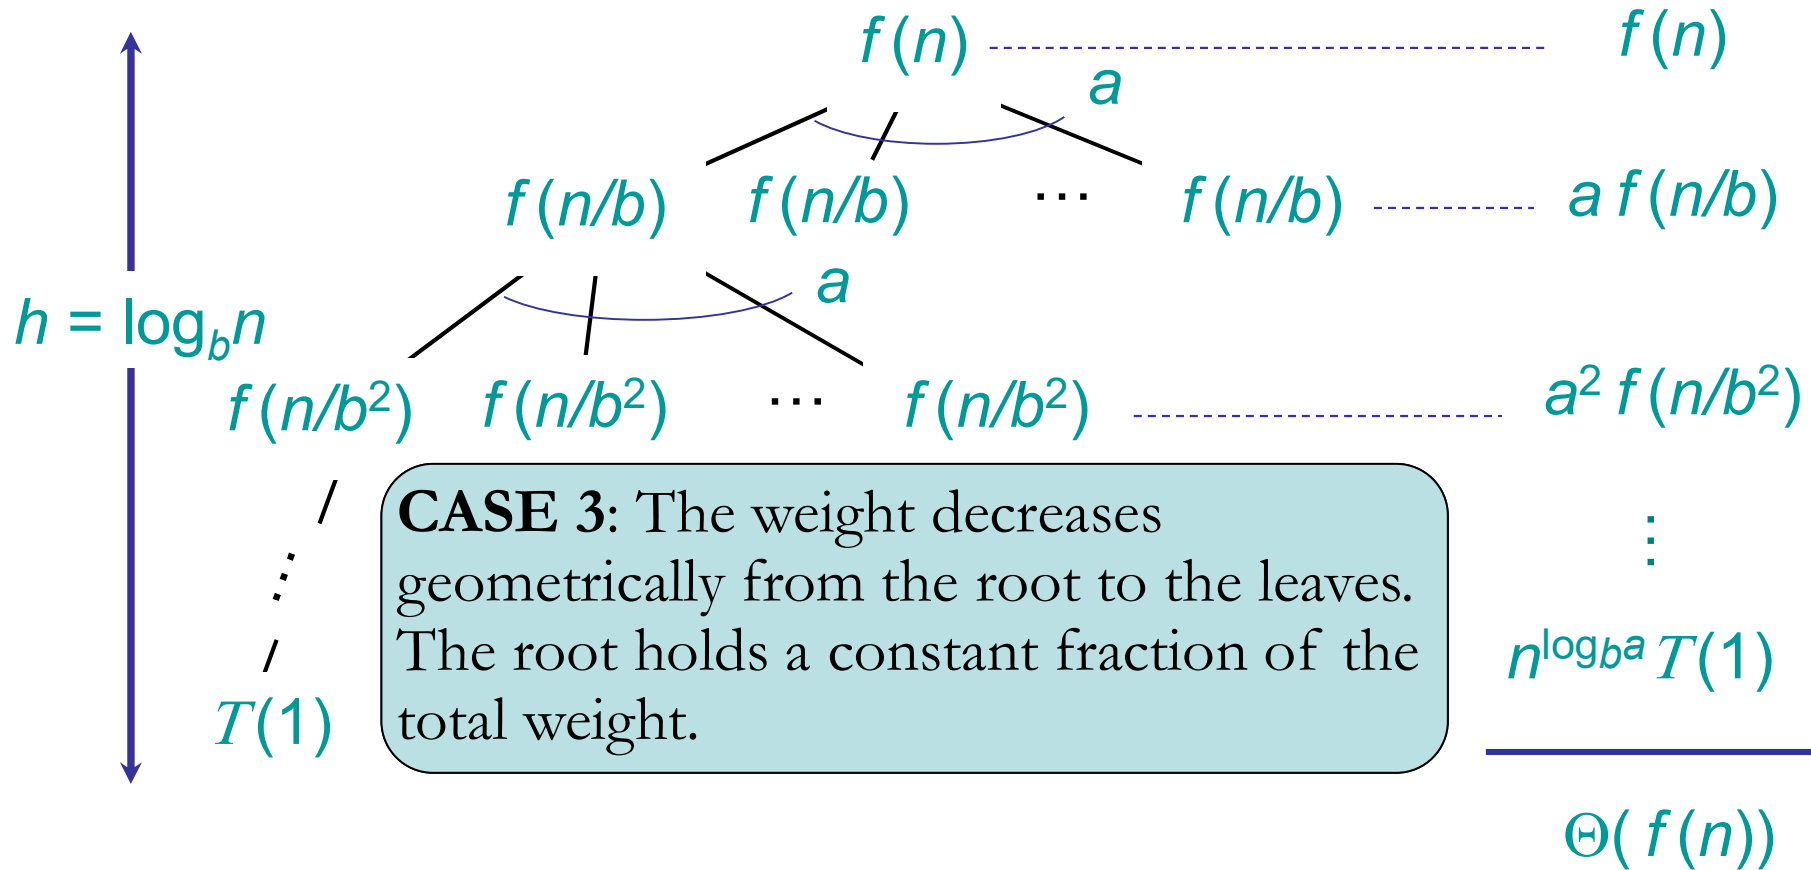 f (n) f (n)
a
f (n/b) f (n/b) ⋯ f (n/b) a f (n/b)
a
h = log_b n
f (n/b²) f (n/b²) ⋯ f (n/b²) a² f (n/b²)
CASE 3: The weight decreases
geometrically from the root to the leaves.
The root holds a constant fraction of the
total weight.
⋮
n^{log_b a} T(1)
T(1)
Θ( f (n))